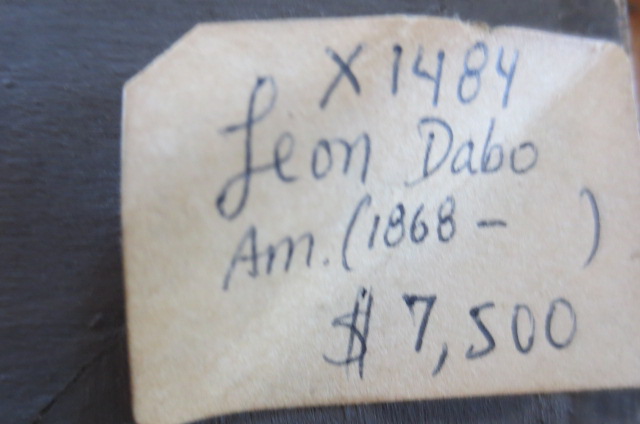 X1484
Leon Dabo
Am. (1868 -     )
$7,500